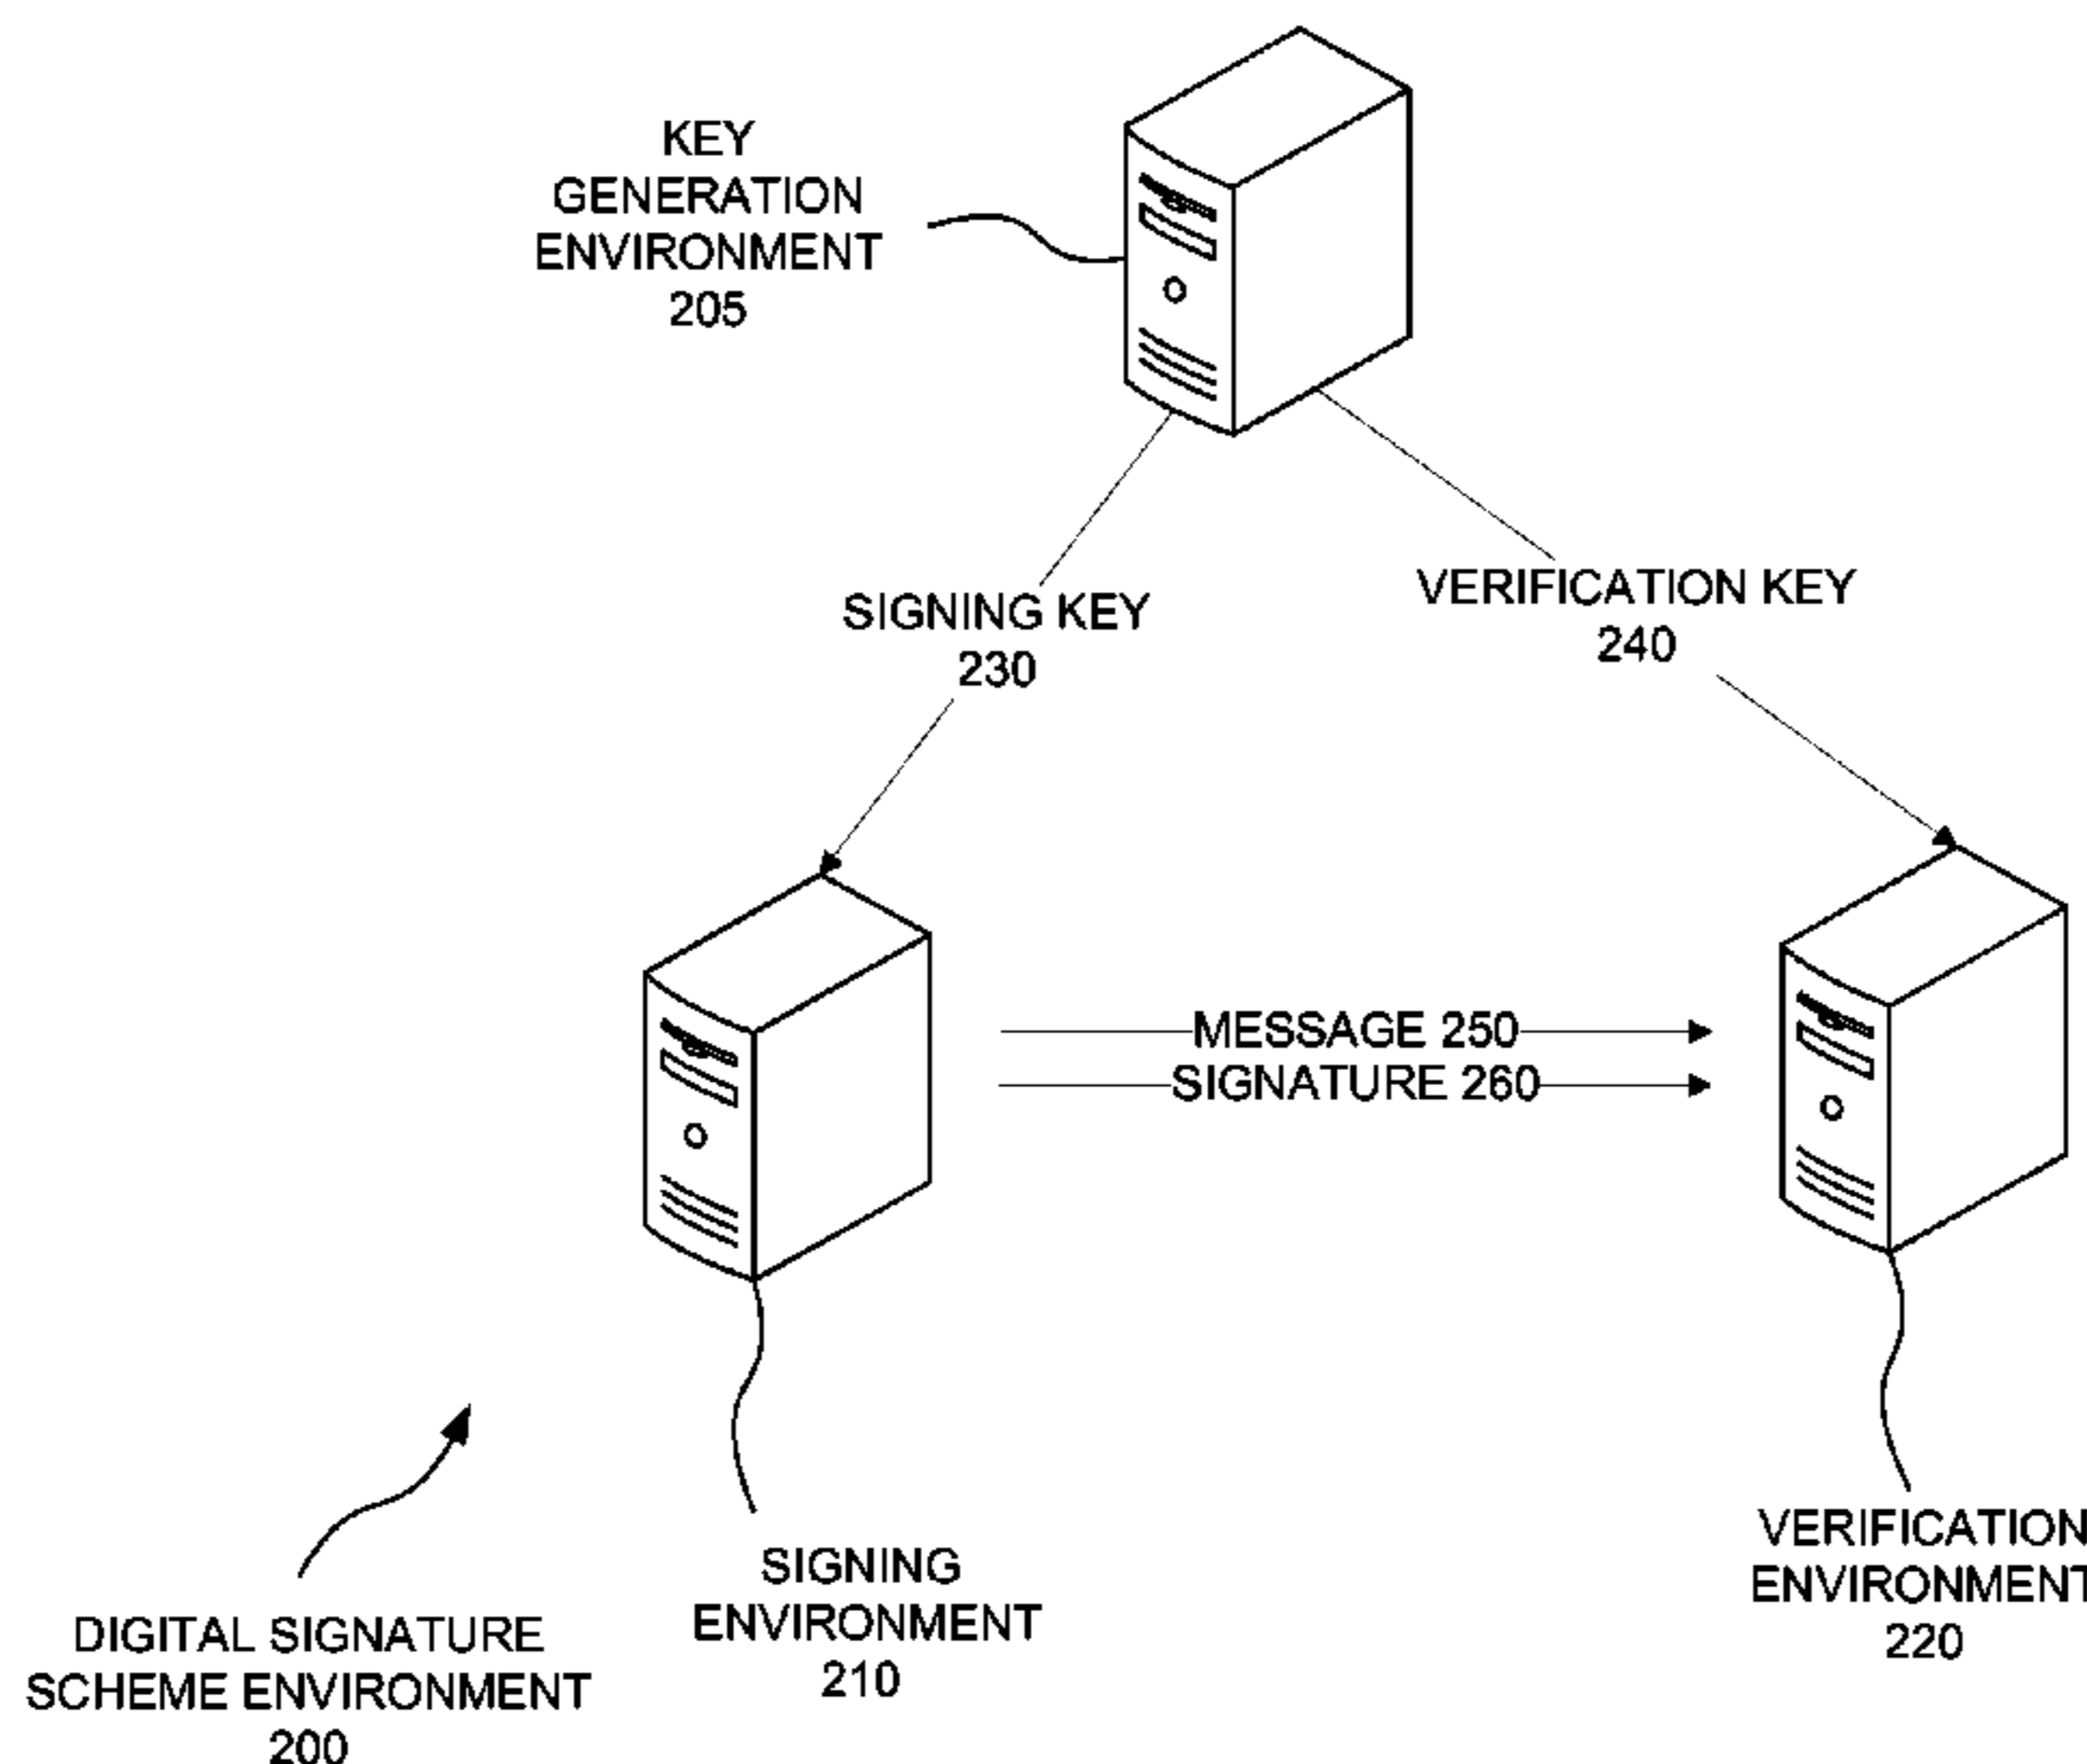 KEY
GENERATION
ENVIRONMENT
205
SIGNING KEY
230
VERIFICATION KEY
240
MESSAGE 250
SIGNATURE 260
SIGNING
ENVIRONMENT
210
VERIFICATION
ENVIRONMENT
220
DIGITAL SIGNATURE
SCHEME ENVIRONMENT
200